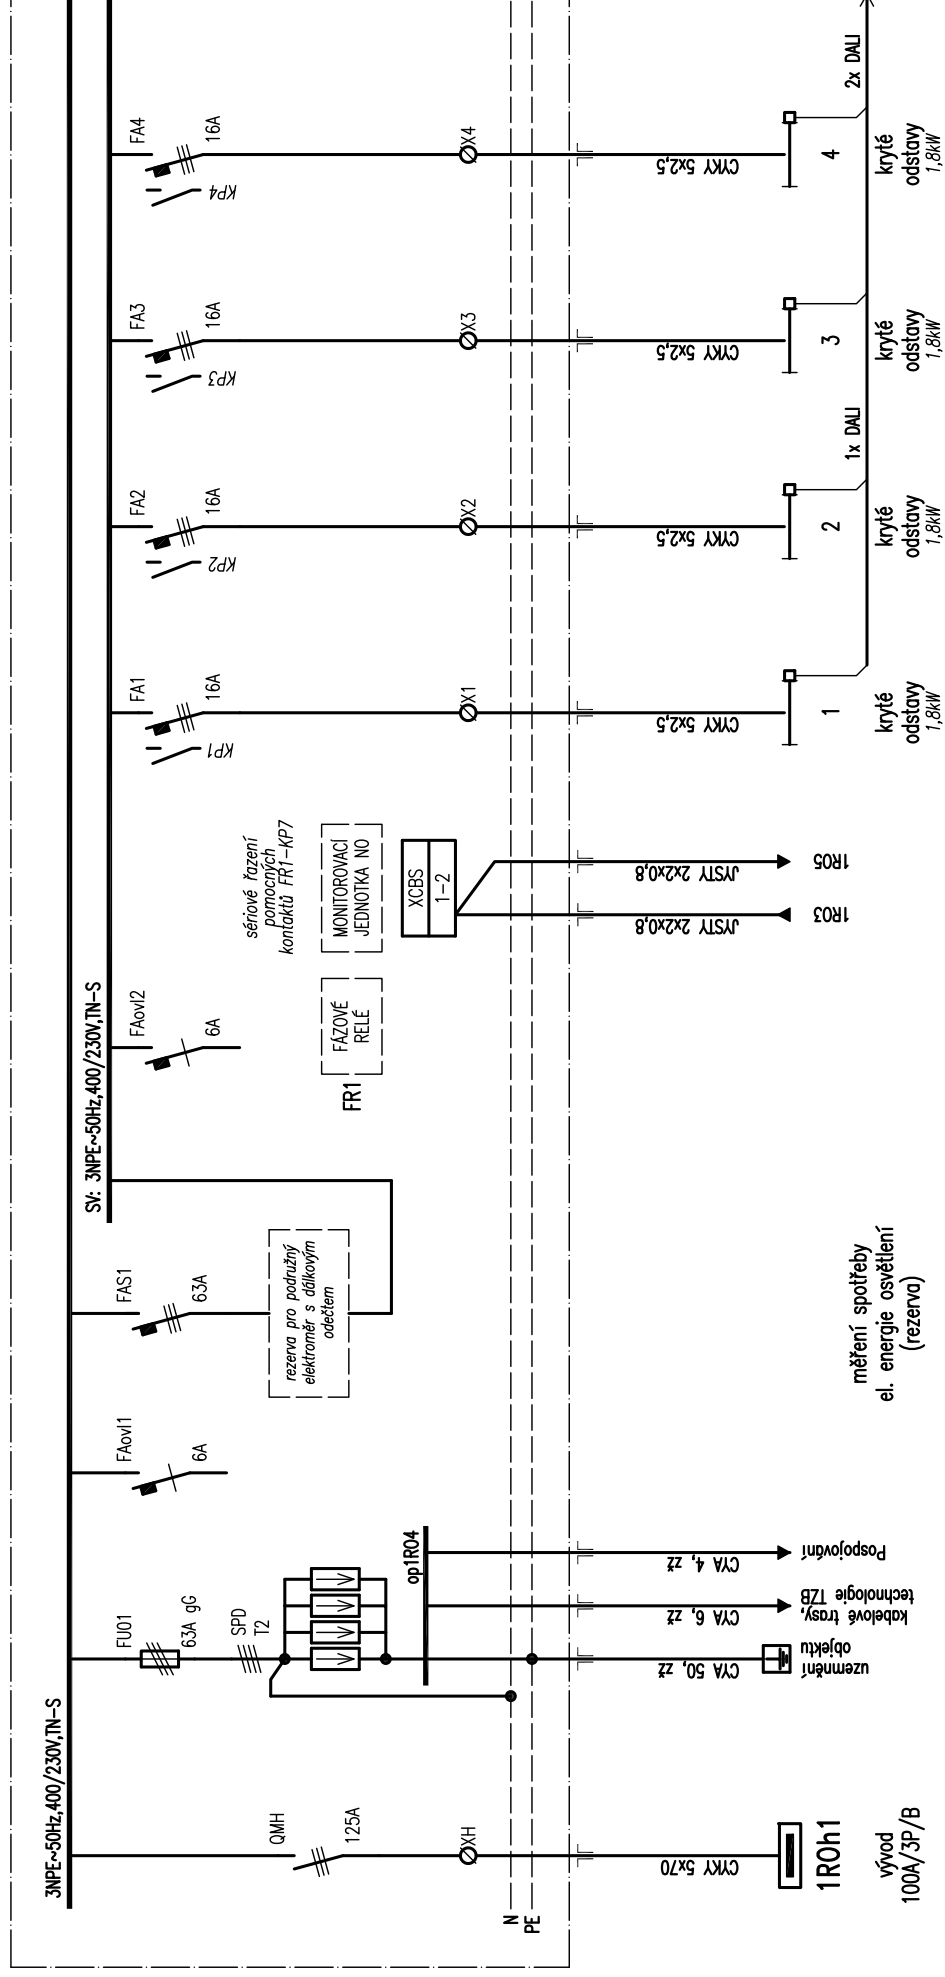 3NPE~50Hz,400/230V,TN-S
SV: 3NPE~50Hz,400/230V,TN-S
QMH
125A
XH
CYKY 5x70
1ROh1
vývod
100A/3P/B
N
PE
FU01
63A gG
SPD
T2
op1RO4
CYA 50, zž
uzemnění
objektu
CYA 6, zž
kabelové trasy,
technologie TZB
CYA 4, zž
Pospojování
FAovl1
6A
FAS1
63A
rezerva pro podružný
elektroměr s dálkovým
odečtem
měření spotřeby
el. energie osvětlení
(rezerva)
FAovl2
6A
FR1
FÁZOVÉ
RELÉ
sériové řazení
pomocných
kontaktů FR1-KP7
MONITOROVACÍ
JEDNOTKA NO
XCBS
1-2
JYSTY 2x2x0,8
1RO3
JYSTY 2x2x0,8
1RO5
FA1
16A
KP1
X1
CYKY 5x2,5
1
kryté
odstavy
1,8kW
FA2
16A
KP2
X2
CYKY 5x2,5
2
kryté
odstavy
1,8kW
1x DALI
FA3
16A
KP3
X3
CYKY 5x2,5
3
kryté
odstavy
1,8kW
FA4
16A
KP4
X4
CYKY 5x2,5
4
kryté
odstavy
1,8kW
2x DALI